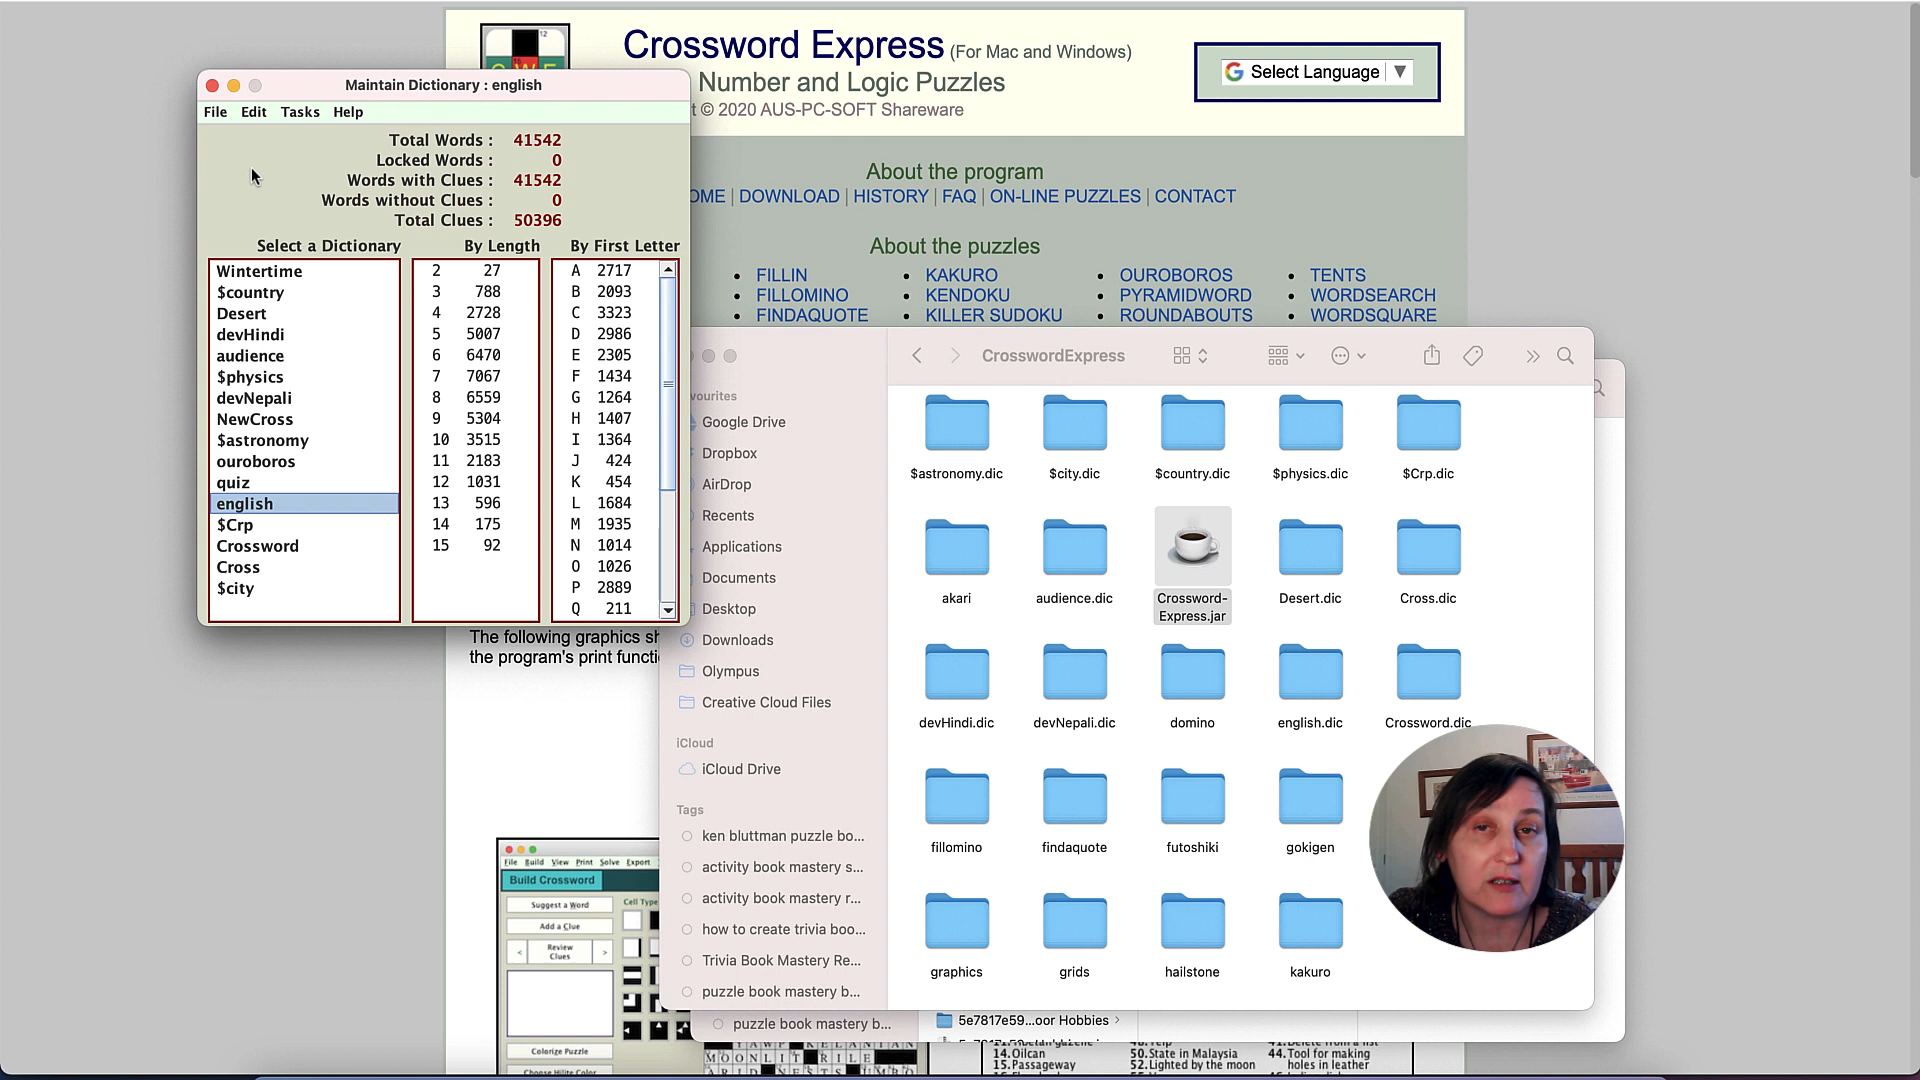 Crossword Express (For Mac and Windows)
Number and Logic Puzzles
t © 2020 AUS-PC-SOFT Shareware
Select Language ▼
Maintain Dictionary : english
File Edit Tasks Help
Total Words : 41542
Locked Words : 0
Words with Clues : 41542
Words without Clues : 0
Total Clues : 50396
Select a Dictionary By Length By First Letter
Wintertime
$country
Desert
devHindi
audience
$physics
devNepali
NewCross
$astronomy
ouroboros
quiz
english
$Crp
Crossword
Cross
$city
2 27
3 788
4 2728
5 5007
6 6470
7 7067
8 6559
9 5304
10 3515
11 2183
12 1031
13 596
14 175
15 92
A 2717
B 2093
C 3323
D 2986
E 2305
F 1434
G 1264
H 1407
I 1364
J 424
K 454
L 1684
M 1935
N 1014
O 1026
P 2889
Q 211
About the program
OME | DOWNLOAD | HISTORY | FAQ | ON-LINE PUZZLES | CONTACT
About the puzzles
• FILLIN • KAKURO • OUROBOROS • TENTS
• FILLOMINO • KENDOKU • PYRAMIDWORD • WORDSEARCH
• FINDAQUOTE • KILLER SUDOKU • ROUNDABOUTS • WORDSQUARE
The following graphics sh
the program's print functi
CrosswordExpress
vourites
Google Drive
Dropbox
AirDrop
Recents
Applications
Documents
Desktop
Downloads
Olympus
Creative Cloud Files
iCloud
iCloud Drive
Tags
ken bluttman puzzle bo...
activity book mastery s...
activity book mastery r...
how to create trivia boo...
Trivia Book Mastery Re...
puzzle book mastery b...
puzzle book mastery b...
$astronomy.dic $city.dic $country.dic $physics.dic $Crp.dic
akari audience.dic Crossword-
Express.jar Desert.dic Cross.dic
devHindi.dic devNepali.dic domino english.dic Crossword.dic
fillomino findaquote futoshiki gokigen
graphics grids hailstone kakuro
5e7817e59...oor Hobbies
File Build View Print Solve Export
Build Crossword
Suggest a Word
Cell Type
Add a Clue
< Review
Clues >
Colorize Puzzle
MOONLIT RILE
14.Oilcan
15.Passageway
50.State in Malaysia
52.Lighted by the moon
44.Tool for making
holes in leather